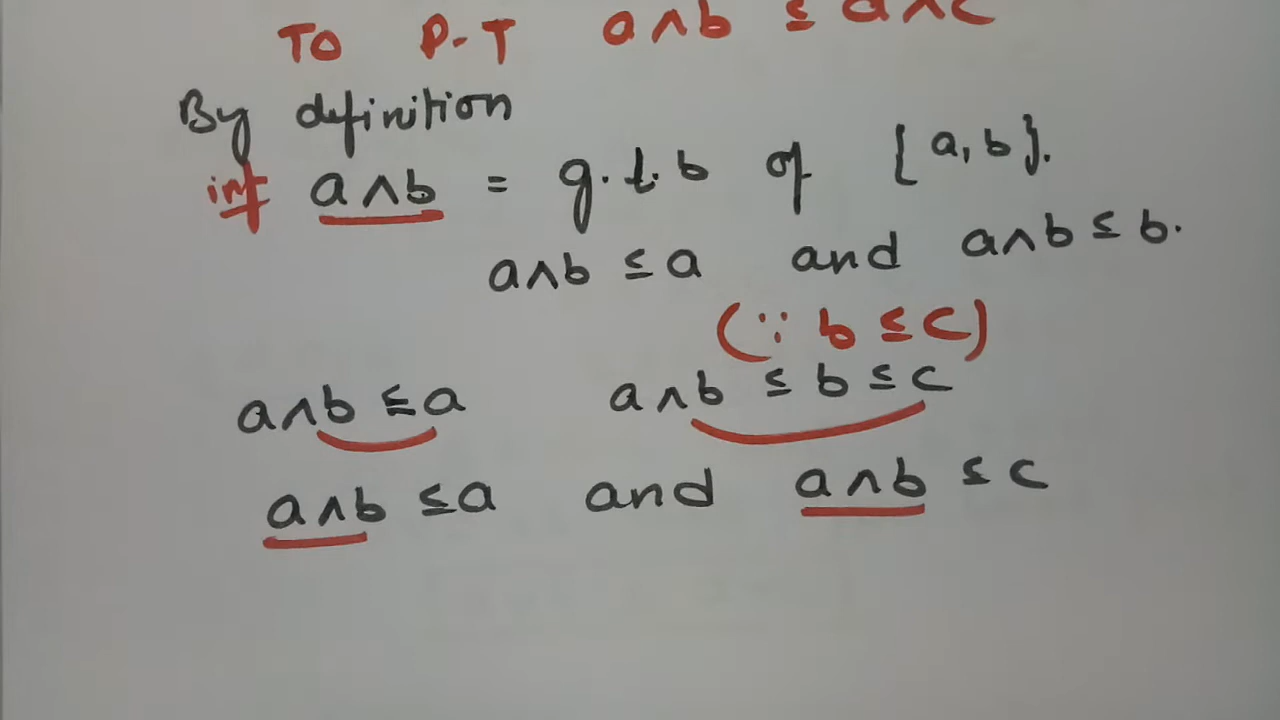 TO P.T a∧b ≤ a∧c
By definition
inf a∧b = g.l.b of {a, b}.
a∧b ≤ a and a∧b ≤ b.
(∵ b ≤ c)
a∧b ≤ a a∧b ≤ b ≤ c
a∧b ≤ a and a∧b ≤ c